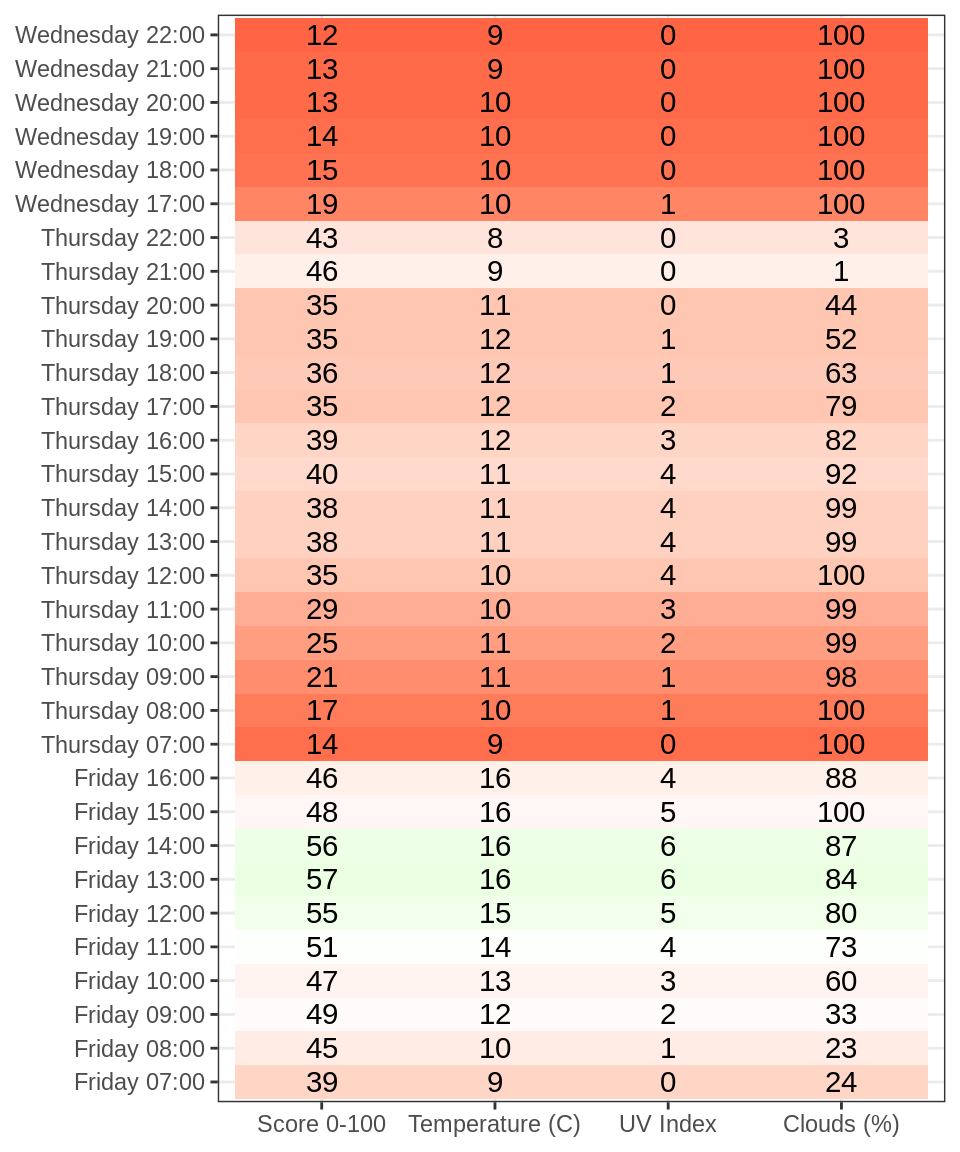 Wednesday 22:00 12 9 0 100
Wednesday 21:00 13 9 0 100
Wednesday 20:00 13 10 0 100
Wednesday 19:00 14 10 0 100
Wednesday 18:00 15 10 0 100
Wednesday 17:00 19 10 1 100
Thursday 22:00 43 8 0 3
Thursday 21:00 46 9 0 1
Thursday 20:00 35 11 0 44
Thursday 19:00 35 12 1 52
Thursday 18:00 36 12 1 63
Thursday 17:00 35 12 2 79
Thursday 16:00 39 12 3 82
Thursday 15:00 40 11 4 92
Thursday 14:00 38 11 4 99
Thursday 13:00 38 11 4 99
Thursday 12:00 35 10 4 100
Thursday 11:00 29 10 3 99
Thursday 10:00 25 11 2 99
Thursday 09:00 21 11 1 98
Thursday 08:00 17 10 1 100
Thursday 07:00 14 9 0 100
Friday 16:00 46 16 4 88
Friday 15:00 48 16 5 100
Friday 14:00 56 16 6 87
Friday 13:00 57 16 6 84
Friday 12:00 55 15 5 80
Friday 11:00 51 14 4 73
Friday 10:00 47 13 3 60
Friday 09:00 49 12 2 33
Friday 08:00 45 10 1 23
Friday 07:00 39 9 0 24
Score 0-100 Temperature (C) UV Index Clouds (%)